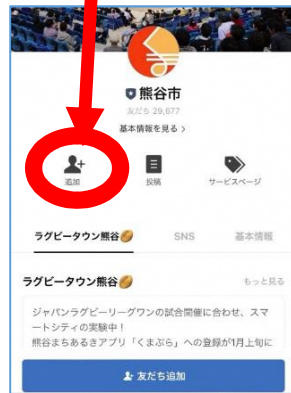 熊谷市
友だち 29,677
基本情報を見る >
追加 投稿 サービスページ
ラグビータウン熊谷🏉 SNS 基本情報
ラグビータウン熊谷🏉 もっと見る
ジャパンラグビーリーグワンの試合開催に合わせ、スマ
ートシティの実験中！
熊谷まちあるきアプリ「くまぶら」への登録が1月上旬に
友だち追加